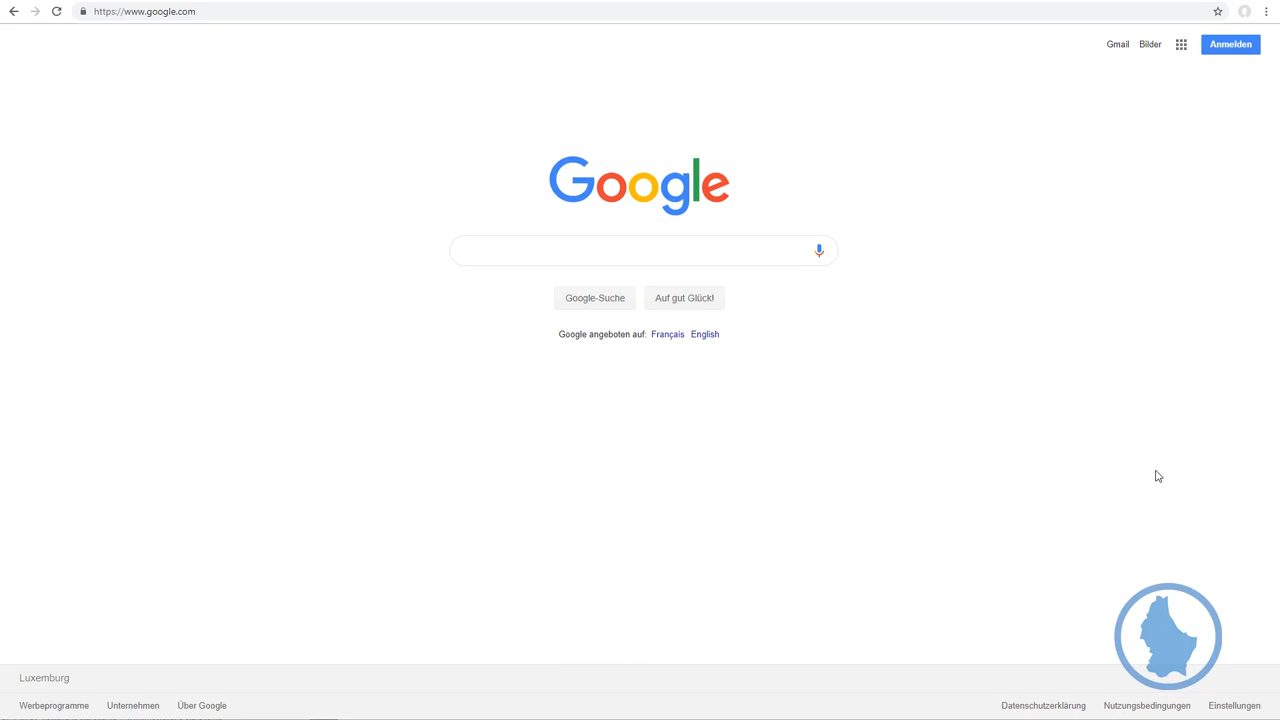 https://www.google.com
Gmail Bilder Anmelden
Google
Google-Suche Auf gut Glück!
Google angeboten auf: Français English
Luxemburg
Werbeprogramme Unternehmen Über Google Datenschutzerklärung Nutzungsbedingungen Einstellungen